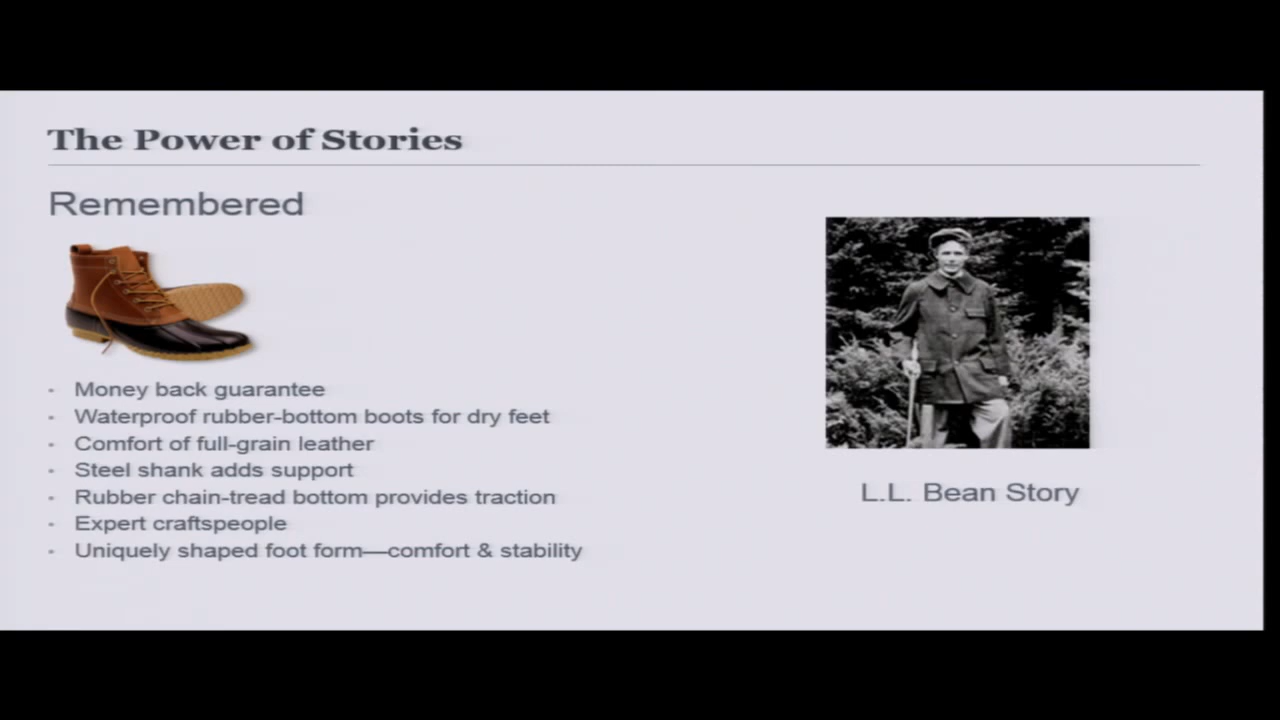 The Power of Stories
Remembered
• Money back guarantee
• Waterproof rubber-bottom boots for dry feet
• Comfort of full-grain leather
• Steel shank adds support
• Rubber chain-tread bottom provides traction
• Expert craftspeople
• Uniquely shaped foot form—comfort & stability
L.L. Bean Story